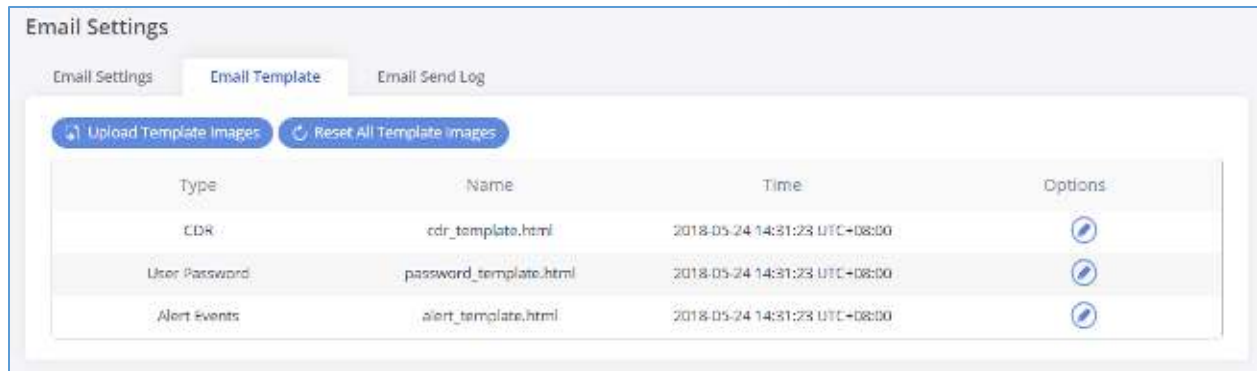 Email Settings
Email Settings Email Template Email Send Log
Upload Template Images Reset All Template Images
Type Name Time Options
CDR cdr_template.html 2018-05-24 14:31:23 UTC+08:00
User Password password_template.html 2018-05-24 14:31:23 UTC+08:00
Alert Events alert_template.html 2018-05-24 14:31:23 UTC+08:00